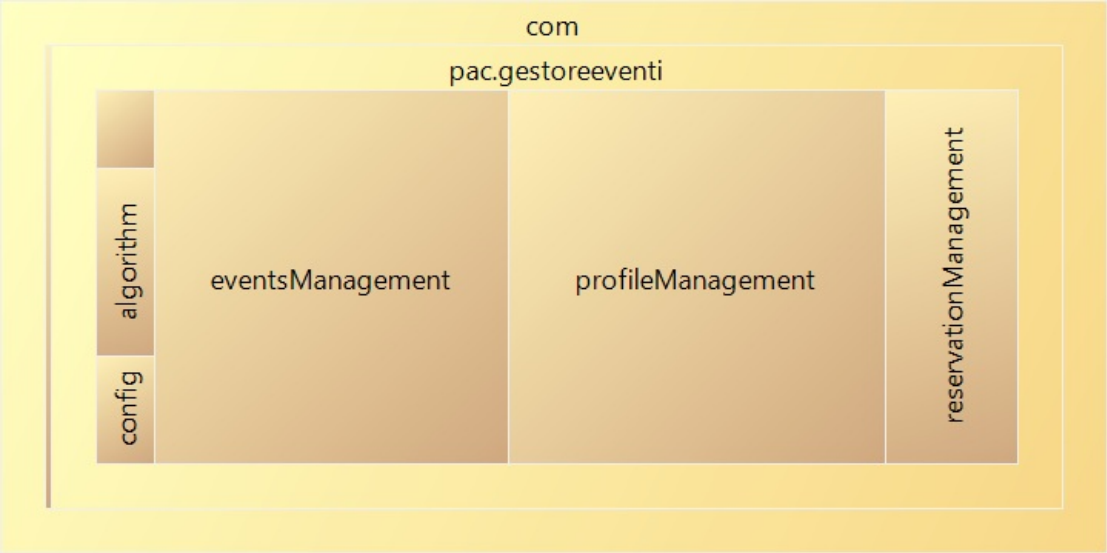 com
pac.gestoreeventi
algorithm
config
eventsManagement
profileManagement
reservationManagement